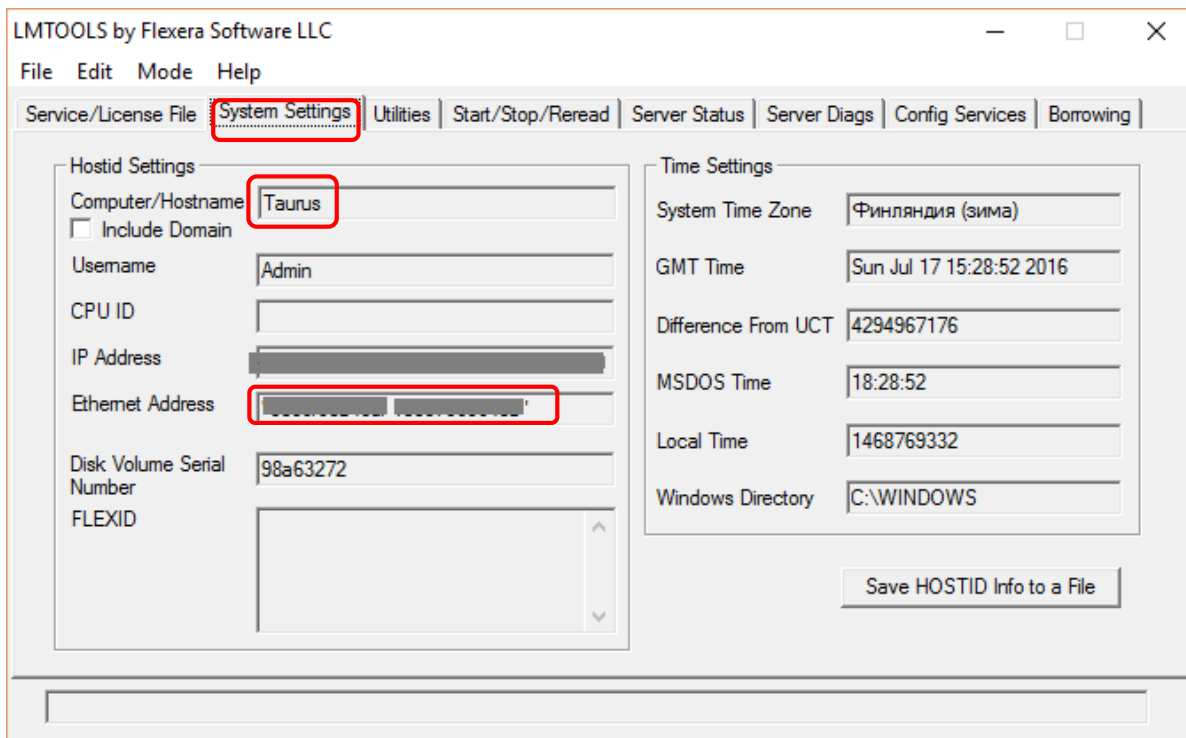 LMTOOLS by Flexera Software LLC
File Edit Mode Help
Service/License File System Settings Utilities Start/Stop/Reread Server Status Server Diags Config Services Borrowing
Hostid Settings
Computer/Hostname Taurus
Include Domain
Username Admin
CPU ID
IP Address
Ethernet Address
Disk Volume Serial Number 98a63272
FLEXID
Time Settings
System Time Zone Финляндия (зима)
GMT Time Sun Jul 17 15:28:52 2016
Difference From UCT 4294967176
MSDOS Time 18:28:52
Local Time 1468769332
Windows Directory C:\WINDOWS
Save HOSTID Info to a File